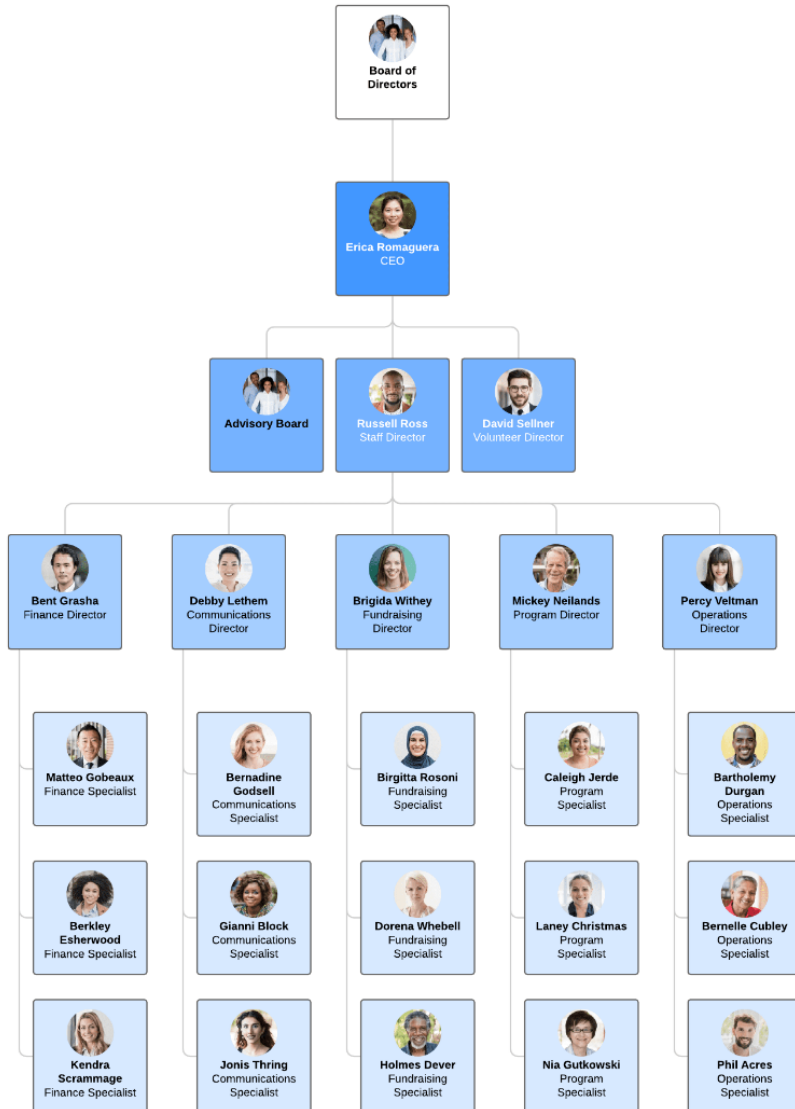 Board of
Directors
Erica Romaguera
CEO
Advisory Board
Russell Ross
Staff Director
David Sellner
Volunteer Director
Bent Grasha
Finance Director
Debby Lethem
Communications
Director
Brigida Withey
Fundraising
Director
Mickey Neilands
Program Director
Percy Veltman
Operations
Director
Matteo Gobeaux
Finance Specialist
Bernadine
Godsell
Communications
Specialist
Birgitta Rosoni
Fundraising
Specialist
Caleigh Jerde
Program
Specialist
Bartholemy
Durgan
Operations
Specialist
Berkley
Esherwood
Finance Specialist
Gianni Block
Communications
Specialist
Dorena Whebell
Fundraising
Specialist
Laney Christmas
Program
Specialist
Bernelle Cubley
Operations
Specialist
Kendra
Scrammage
Finance Specialist
Jonis Thring
Communications
Specialist
Holmes Dever
Fundraising
Specialist
Nia Gutkowski
Program
Specialist
Phil Acres
Operations
Specialist